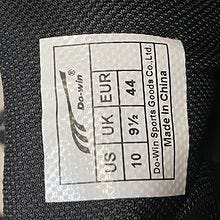 Do-win ®
US UK EUR
10 9½ 44
Do-Win Sports Goods Co.,Ltd.
Made In China